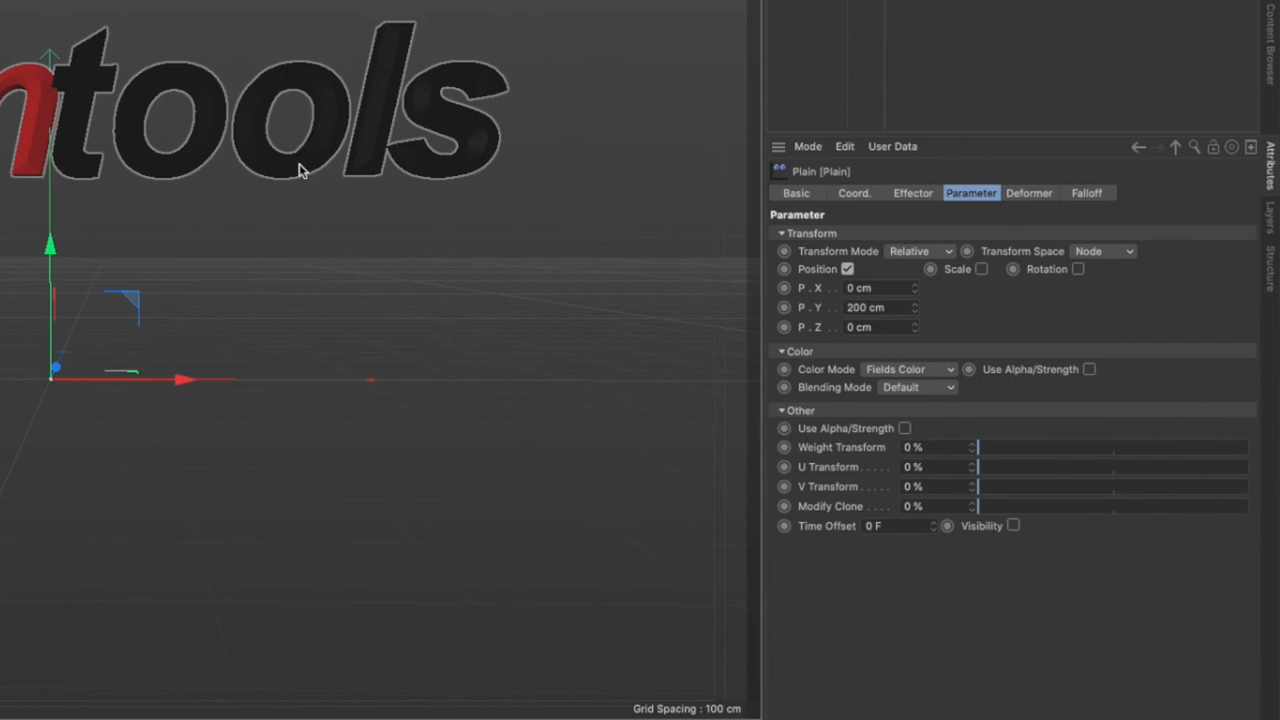 ntools
Content Browser
Mode Edit User Data
Attributes
Layers
Structure
Plain [Plain]
Basic Coord. Effector Parameter Deformer Falloff
Parameter
Transform
Transform Mode Relative Transform Space Node
Position Scale Rotation
P . X . . 0 cm
P . Y . . 200 cm
P . Z . . 0 cm
Color
Color Mode Fields Color Use Alpha/Strength
Blending Mode Default
Other
Use Alpha/Strength
Weight Transform 0 %
U Transform . . . . . 0 %
V Transform . . . . . 0 %
Modify Clone . . . . 0 %
Time Offset 0 F Visibility
Grid Spacing : 100 cm